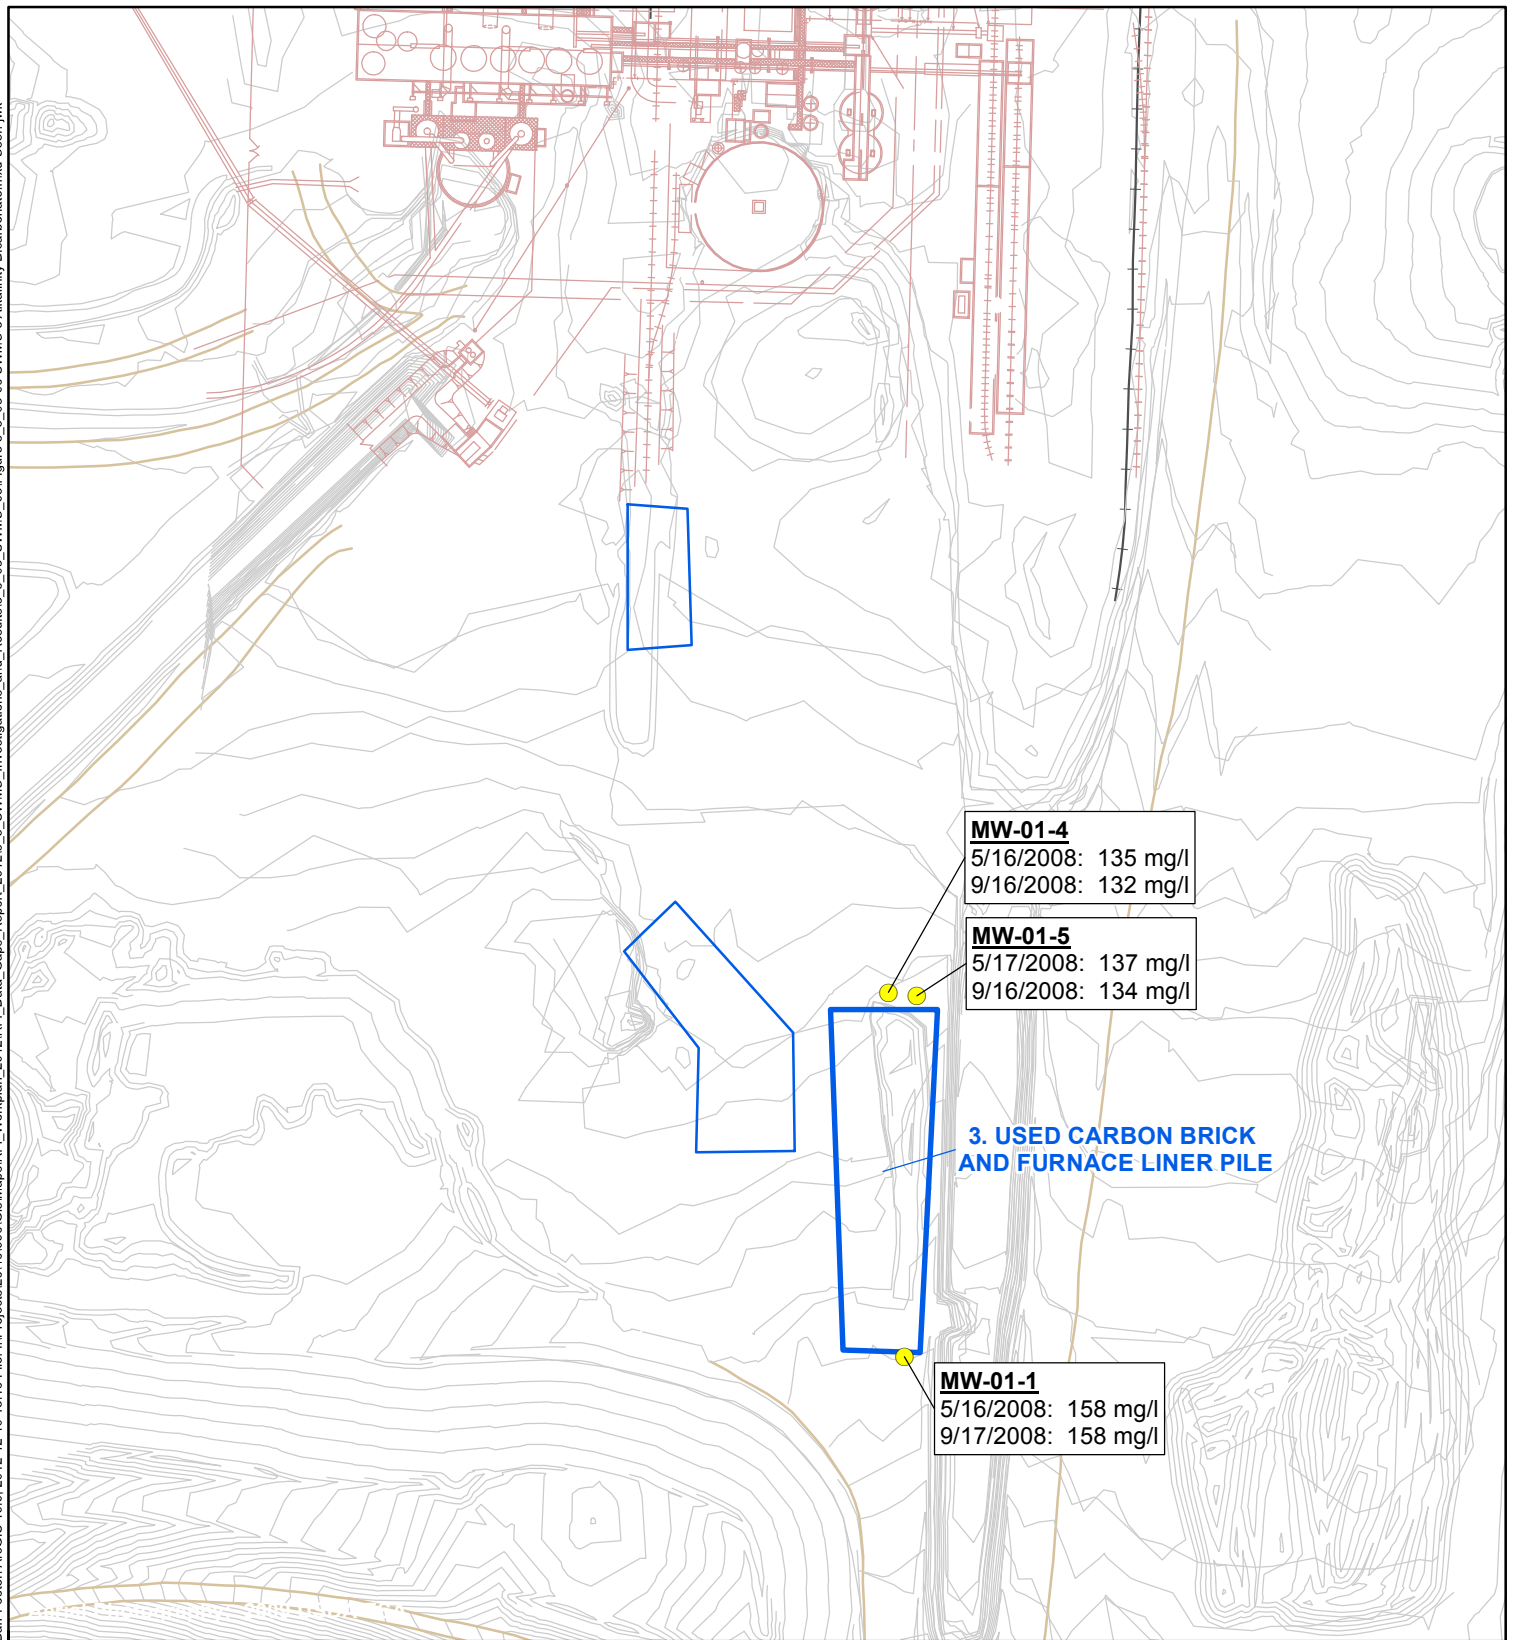 MW-01-4
5/16/2008: 135 mg/l
9/16/2008: 132 mg/l
MW-01-5
5/17/2008: 137 mg/l
9/16/2008: 134 mg/l
3. USED CARBON BRICK
AND FURNACE LINER PILE
MW-01-1
5/16/2008: 158 mg/l
9/17/2008: 158 mg/l